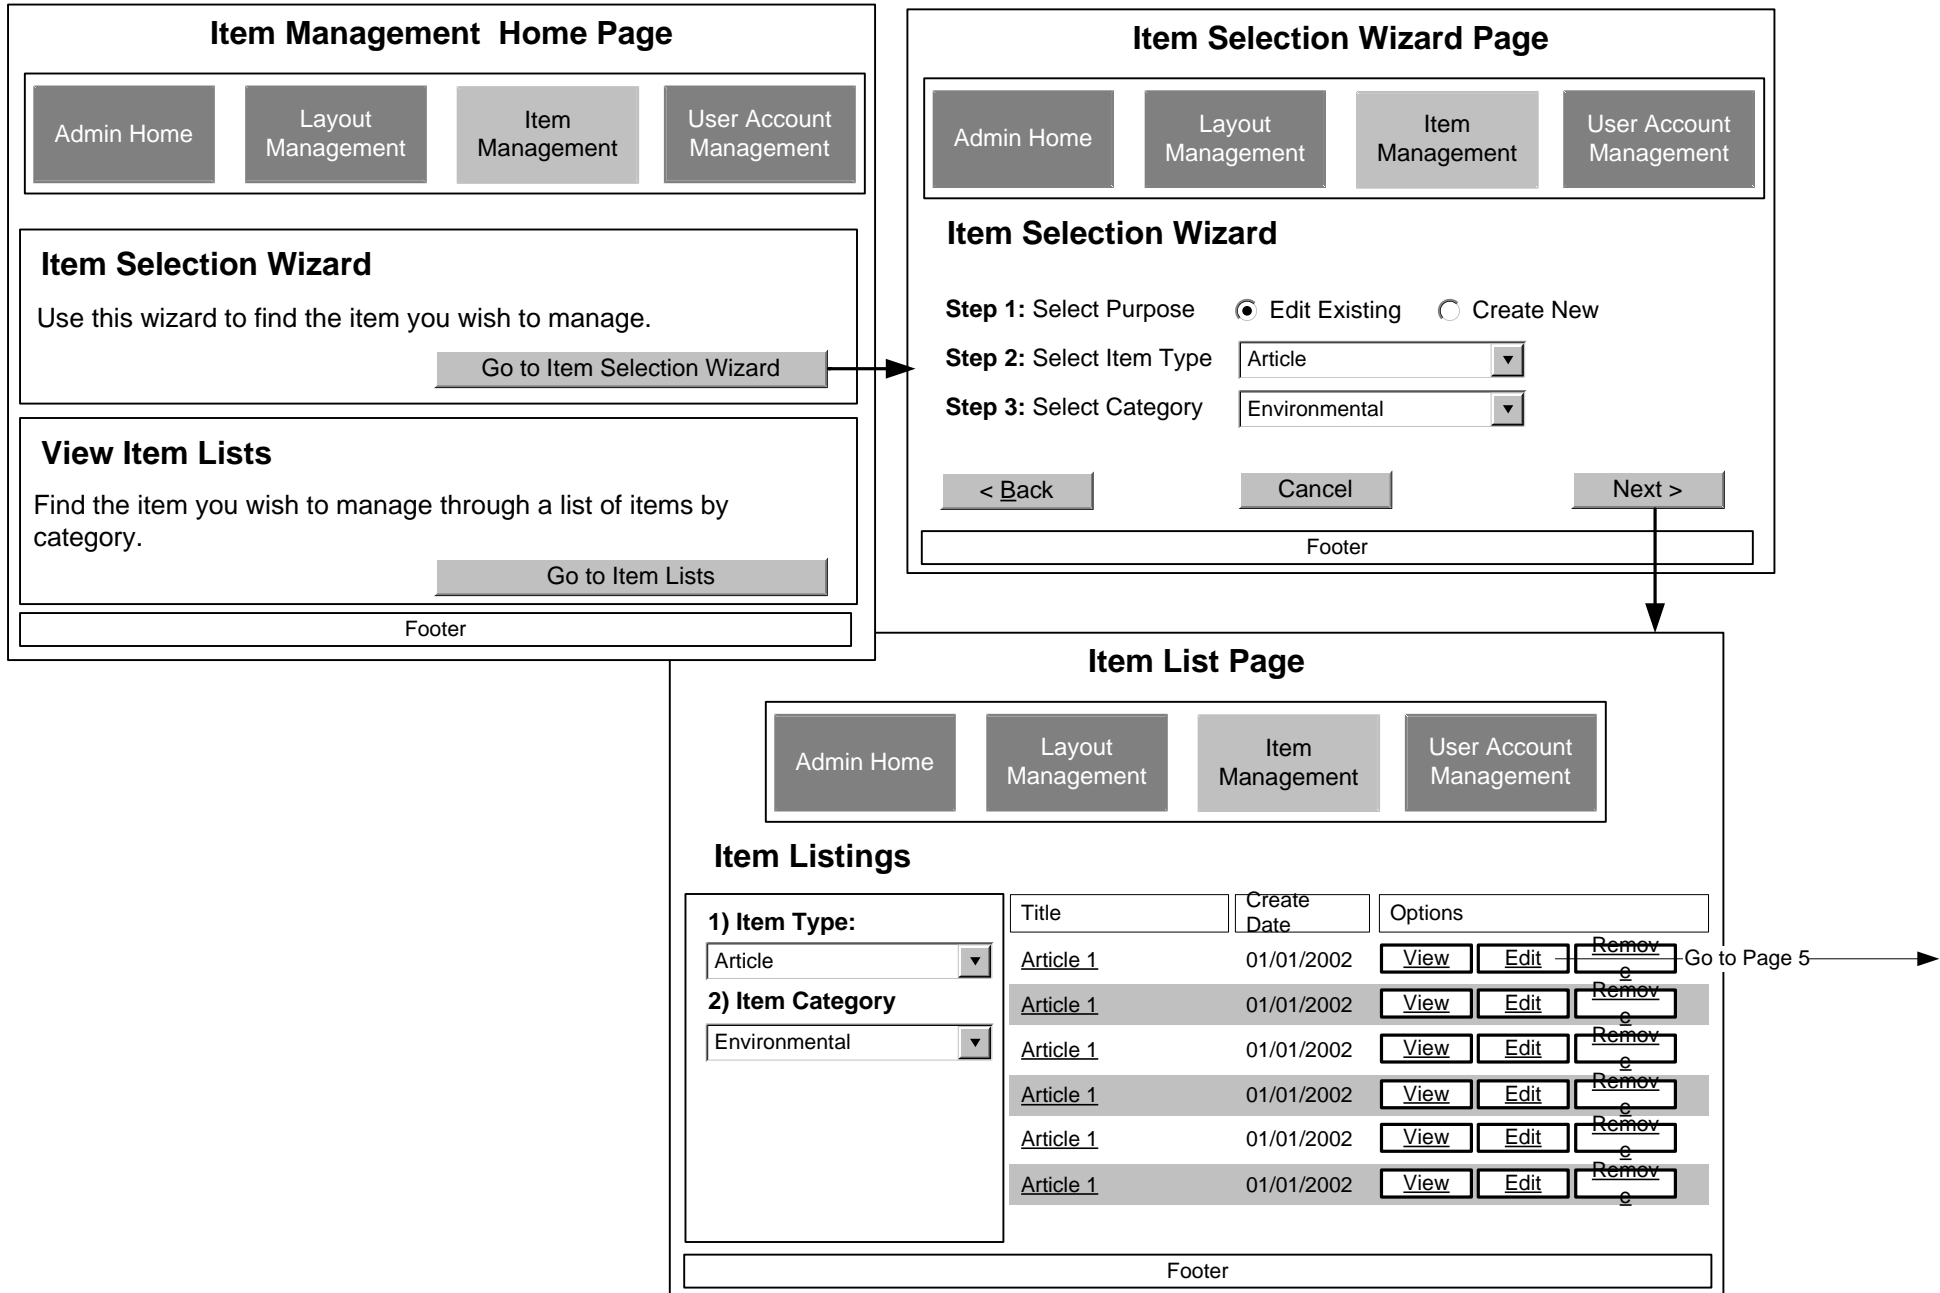 Item Management  Home Page
Admin Home
Layout
Management
Item
Management
User Account
Management
Item Selection Wizard
Use this wizard to find the item you wish to manage.
Go to Item Selection Wizard
View Item Lists
Find the item you wish to manage through a list of items by
category.
Go to Item Lists
Footer
Item Selection Wizard Page
Admin Home
Layout
Management
Item
Management
User Account
Management
Item Selection Wizard
Step 1: Select Purpose Edit Existing Create New
Step 2: Select Item Type Article
Step 3: Select Category Environmental
< Back Cancel Next >
Footer
Item List Page
Admin Home
Layout
Management
Item
Management
User Account
Management
Item Listings
1) Item Type:
Article
2) Item Category
Environmental
Title
Create
Date
Options
Article 1 01/01/2002 View Edit Remov
e
Go to Page 5
Article 1 01/01/2002 View Edit Remov
e
Article 1 01/01/2002 View Edit Remov
e
Article 1 01/01/2002 View Edit Remov
e
Article 1 01/01/2002 View Edit Remov
e
Article 1 01/01/2002 View Edit Remov
e
Footer